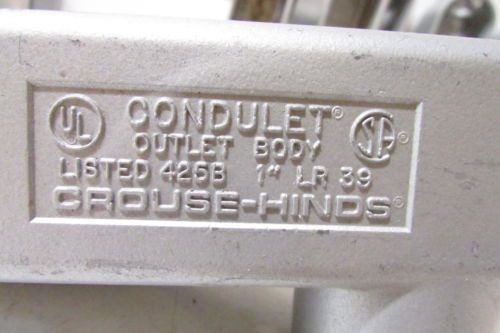 UL CONDULET® SA
OUTLET BODY
LISTED 425B 1" LR 39
CROUSE-HINDS®